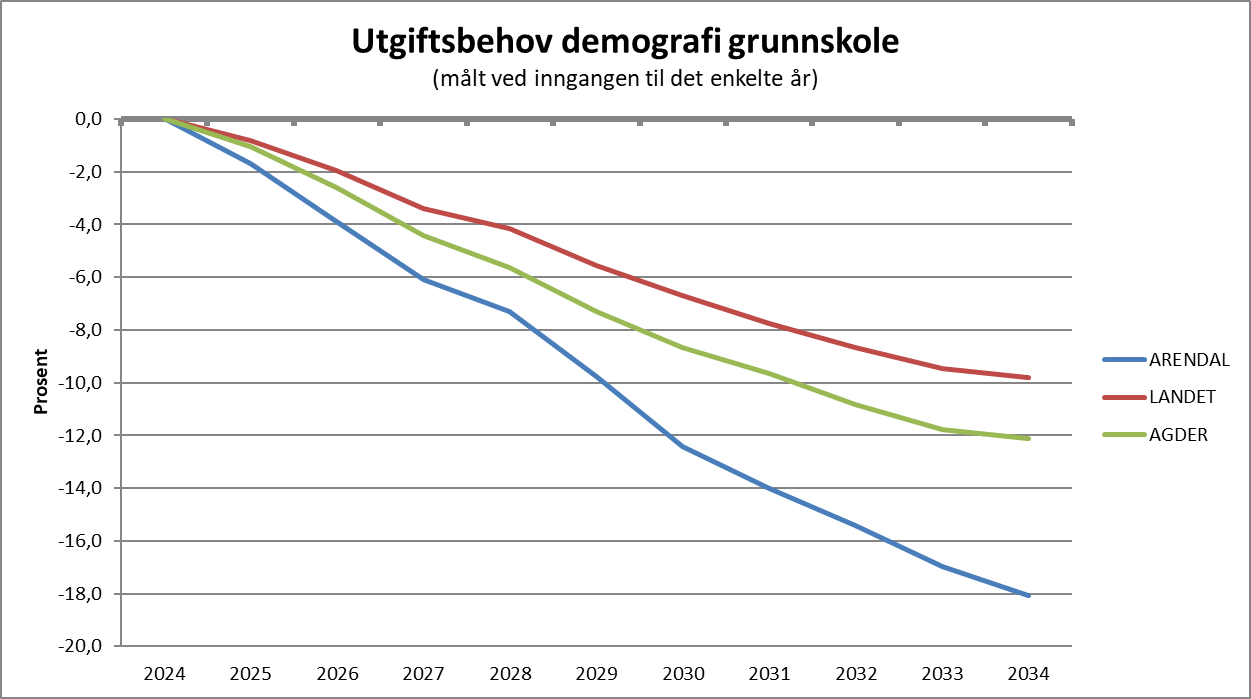 Utgiftsbehov demografi grunnskole
(målt ved inngangen til det enkelte år)
Prosent
0,0
-2,0
-4,0
-6,0
-8,0
-10,0
-12,0
-14,0
-16,0
-18,0
-20,0
2024 2025 2026 2027 2028 2029 2030 2031 2032 2033 2034
ARENDAL
LANDET
AGDER